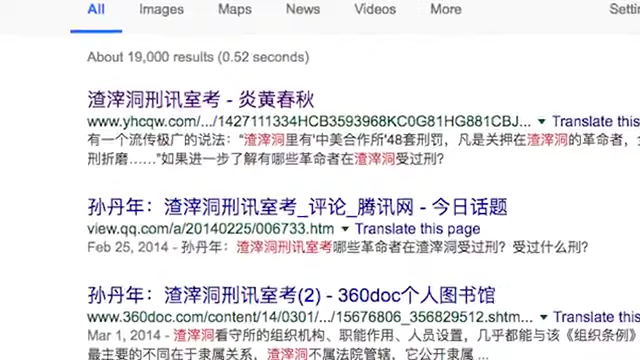 All Images Maps News Videos More
About 19,000 results (0.52 seconds)
渣滓洞刑讯室考 - 炎黄春秋
www.yhcqw.com/.../1427111334HCB3593968KC0G81HG881CBJ... Translate this
有一个流传极广的说法：“渣滓洞里有'中美合作所'48套刑罚，凡是关押在渣滓洞的革命者，
刑折磨……”如果进一步了解有哪些革命者在渣滓洞受过刑?
孙丹年：渣滓洞刑讯室考_评论_腾讯网 - 今日话题
view.qq.com/a/20140225/006733.htm Translate this page
Feb 25, 2014 - 孙丹年：渣滓洞刑讯室考哪些革命者在渣滓洞受过刑？受过什么刑？
孙丹年：渣滓洞刑讯室考(2) - 360doc个人图书馆
www.360doc.com/content/14/0301/.../15676806_356829512.shtm... Translate this
Mar 1, 2014 - 渣滓洞看守所的组织机构、职能作用、人员设置，几乎都能与该《组织条例》
最主要的不同在于隶属关系，渣滓洞不属法院管辖，它公开隶属 ...